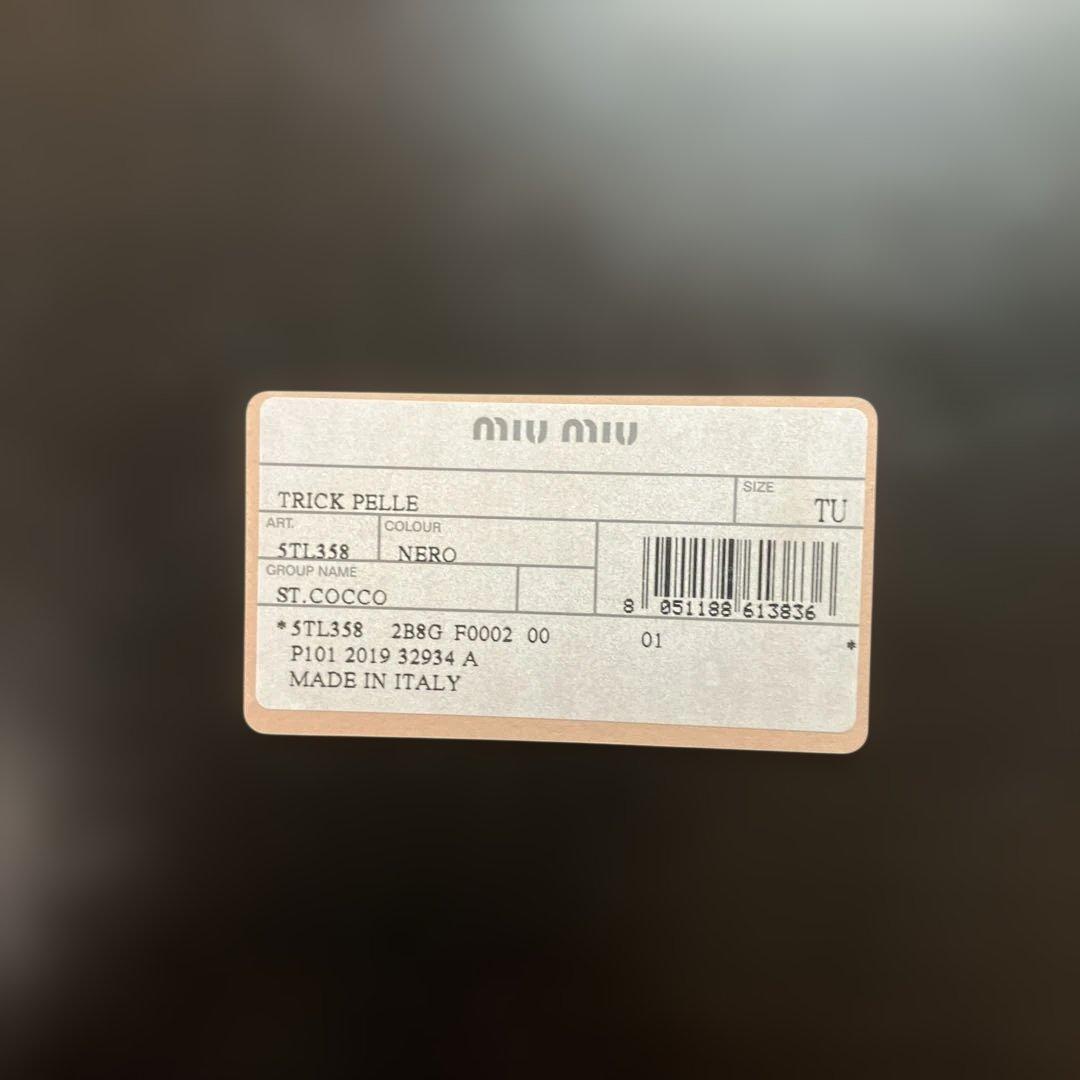 MIU MIU
TRICK PELLE
SIZE
TU
ART.
5TL358
COLOUR
NERO
GROUP NAME
ST.COCCO
8 051188 613836
*5TL358 2B8G F0002 00 01 *
P101 2019 32934 A
MADE IN ITALY